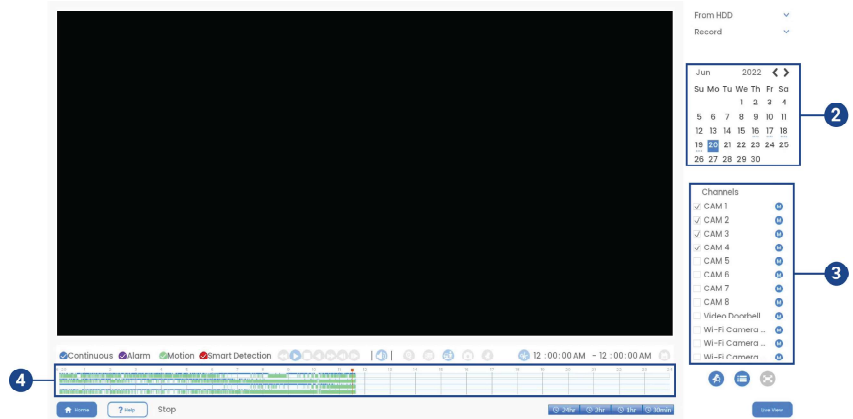 From HDD
Record
Jun 2022
Su Mo Tu We Th Fr Sa
1 2 3 4
5 6 7 8 9 10 11
12 13 14 15 16 17 18
19 20 21 22 23 24 25
26 27 28 29 30
2
Channels
CAM 1 M
CAM 2 M
CAM 3 M
CAM 4 M
CAM 5 M
CAM 6 M
CAM 7 M
CAM 8 M
Video Doorbell M
Wi-Fi Camera ... M
Wi-Fi Camera ... M
Wi-Fi Camera M
3
Continuous Alarm Motion Smart Detection 12 :00:00 AM - 12 :00:00 AM
4
Home ? Help Stop 24hr 2hr 1hr 30min Live View